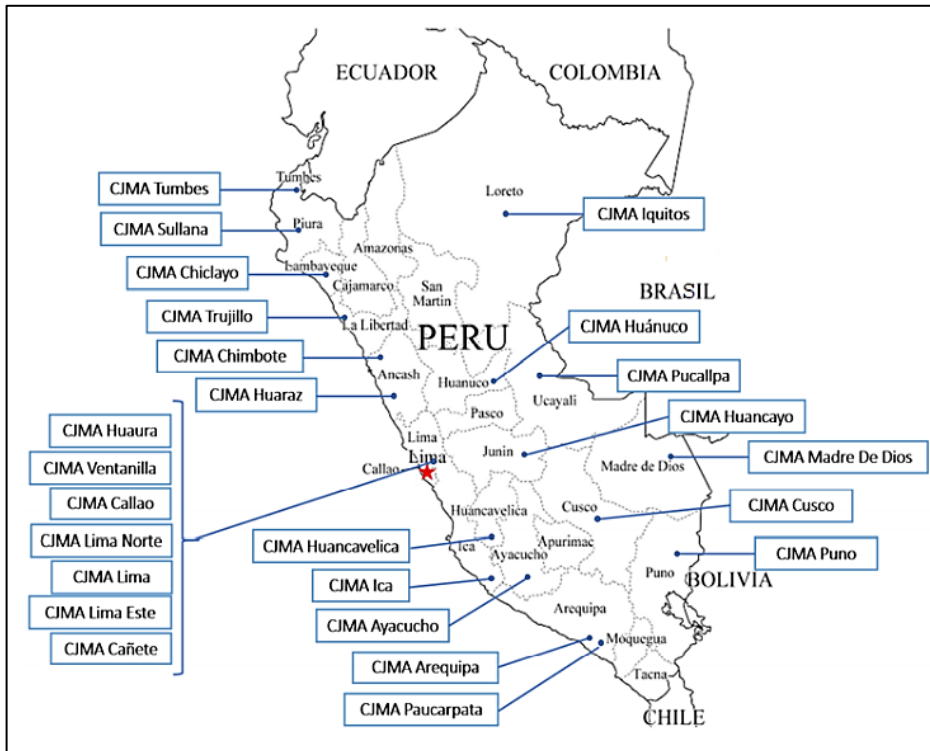 ECUADOR
COLOMBIA
Tumbes
Loreto
CJMA Tumbes
CJMA Iquitos
Piura
CJMA Sullana
Amazonas
Lambayeque
CJMA Chiclayo
Cajamarco
San
Martin
BRASIL
CJMA Trujillo
La Libertad
PERU
CJMA Huánuco
CJMA Chimbote
Ancash
Huanuco
CJMA Pucallpa
CJMA Huaraz
Ucayali
Pasco
CJMA Huancayo
CJMA Huaura
Lima
Lima
Junin
CJMA Madre De Dios
CJMA Ventanilla
Callao
Madre de Dios
CJMA Callao
Huancavelica
Cusco
CJMA Cusco
CJMA Lima Norte
CJMA Huancavelica
Ica
Ayacucho
Apurimac
CJMA Puno
CJMA Lima
CJMA Ica
Puno
BOLIVIA
CJMA Lima Este
Arequipa
CJMA Ayacucho
CJMA Cañete
Moquegua
CJMA Arequipa
Tacna
CJMA Paucarpata
CHILE